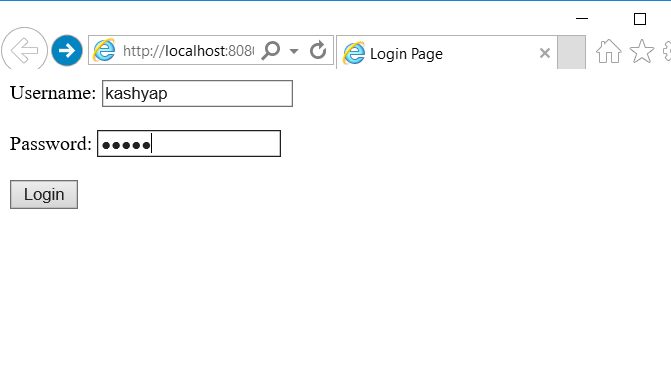 http://localhost:808
Login Page
Username: kashyap
Password: •••••
Login